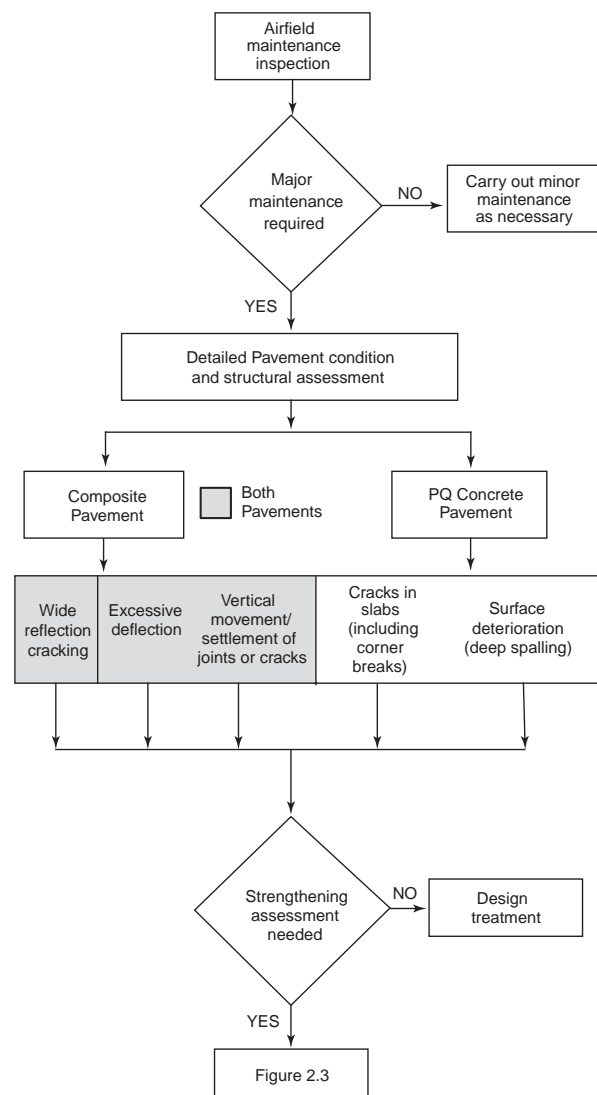 Airfield
maintenance
inspection
Major
maintenance
required
NO
Carry out minor
maintenance
as necessary
YES
Detailed Pavement condition
and structural assessment
Composite
Pavement
Both
Pavements
PQ Concrete
Pavement
Wide
reflection
cracking
Excessive
deflection
Vertical
movement/
settlement of
joints or cracks
Cracks in
slabs
(including
corner
breaks)
Surface
deterioration
(deep spalling)
Strengthening
assessment
needed
NO
Design
treatment
YES
Figure 2.3